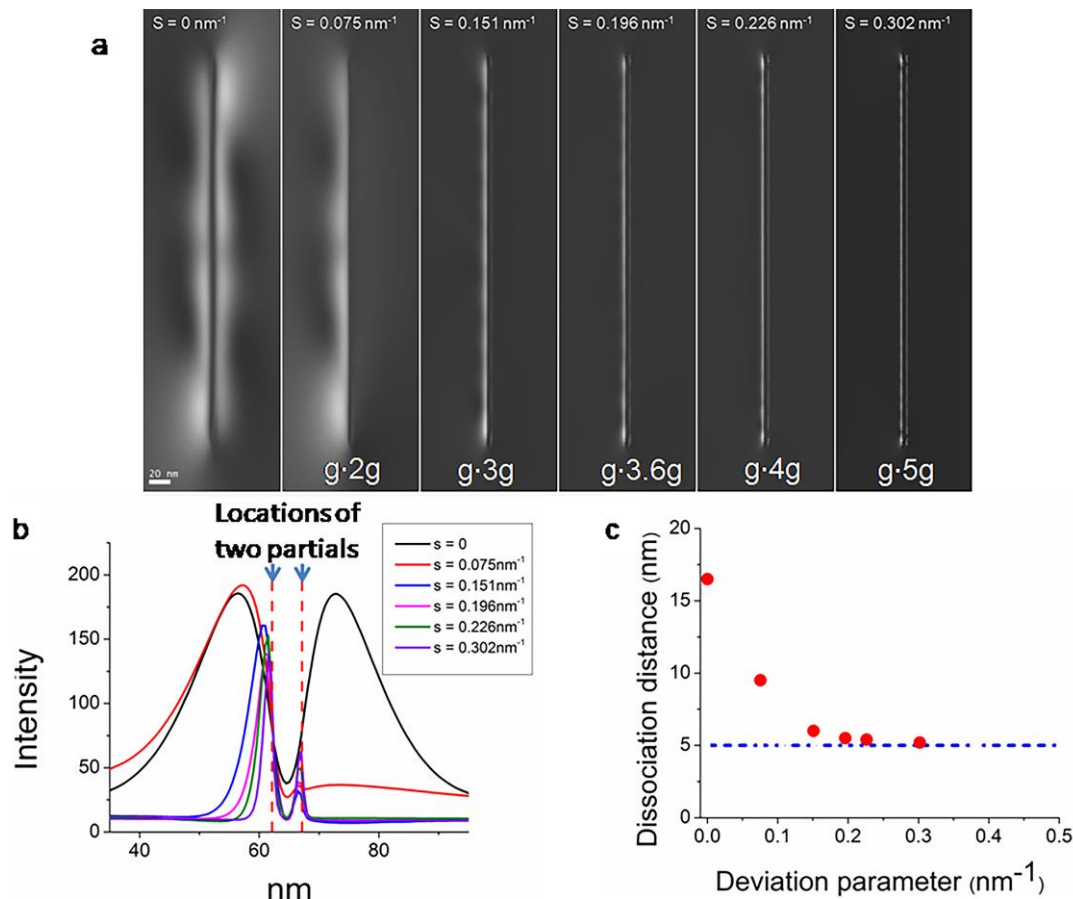 a
S = 0 nm⁻¹
S = 0.075 nm⁻¹
S = 0.151 nm⁻¹
S = 0.196 nm⁻¹
S = 0.226 nm⁻¹
S = 0.302 nm⁻¹
20 nm
g·2g
g·3g
g·3.6g
g·4g
g·5g
b
Locations of
two partials
s = 0
s = 0.075nm⁻¹
s = 0.151nm⁻¹
s = 0.196nm⁻¹
s = 0.226nm⁻¹
s = 0.302nm⁻¹
Intensity
200
150
100
50
0
40
60
80
nm
c
Dissociation distance (nm)
20
15
10
5
0
0.0
0.1
0.2
0.3
0.4
0.5
Deviation parameter (nm⁻¹)